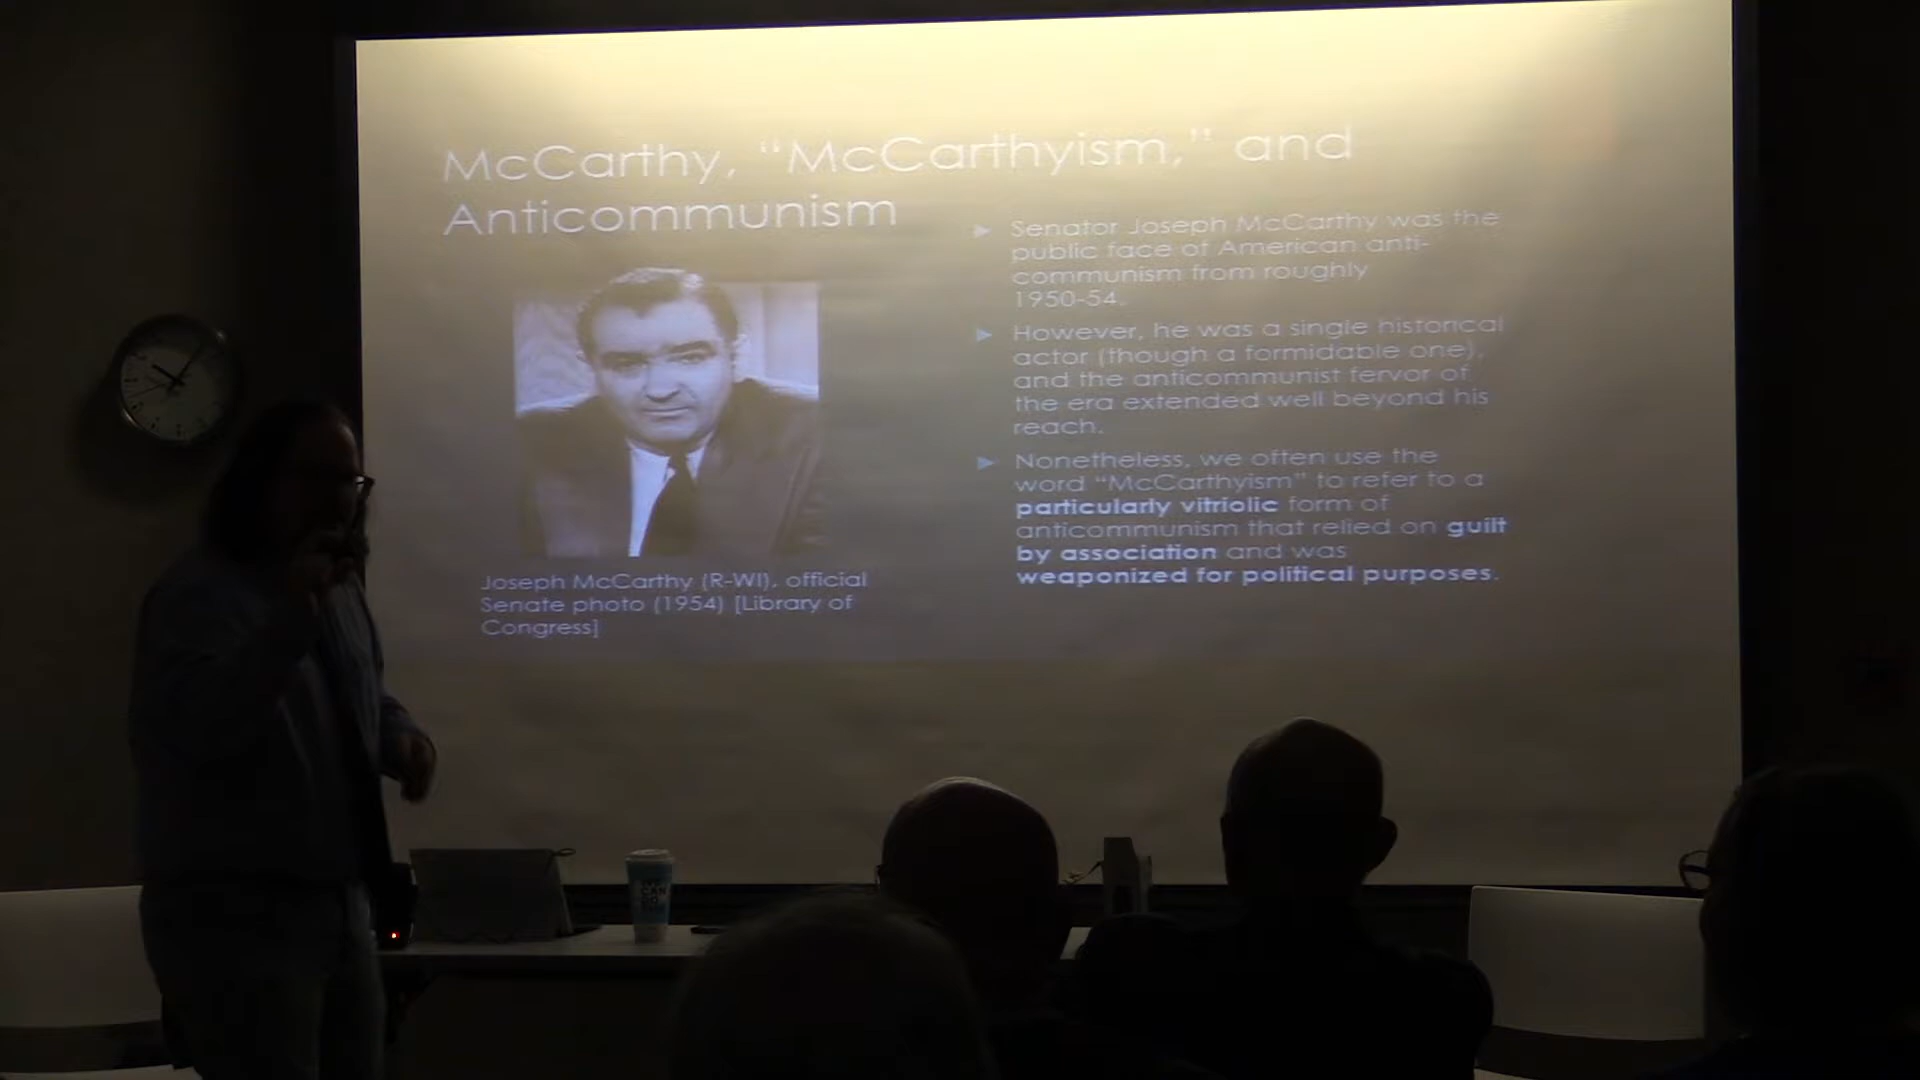 McCarthy, “McCarthyism,” and
Anticommunism
Senator Joseph McCarthy was the
public face of American anti-
communism from roughly
1950-54.
However, he was a single historical
actor (though a formidable one),
and the anticommunist fervor of
the era extended well beyond his
reach.
Nonetheless, we often use the
word “McCarthyism” to refer to a
particularly vitriolic form of
anticommunism that relied on guilt
by association and was
weaponized for political purposes.
Joseph McCarthy (R-WI), official
Senate photo (1954) [Library of
Congress]